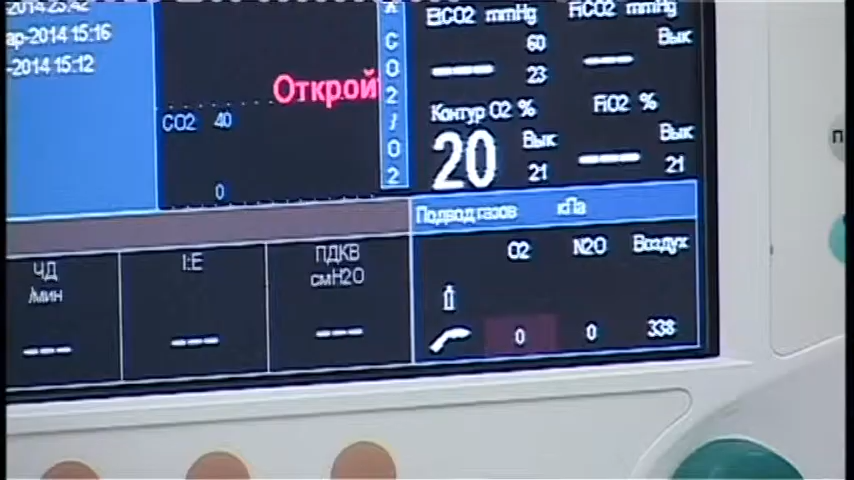 2014 23:42
ар-2014 15:16
-2014 15:12
Открой
CO2 40
0
CO2/O2
EtCO2 mmHg
60
23
FiCO2 mmHg
Вык
Контур O2 %
20
Вык
21
FiO2 %
Вык
21
Подвод газов кПа
O2 N2O Воздух
0 0 338
ЧД
/мин
I:E
ПДКВ
смH2O